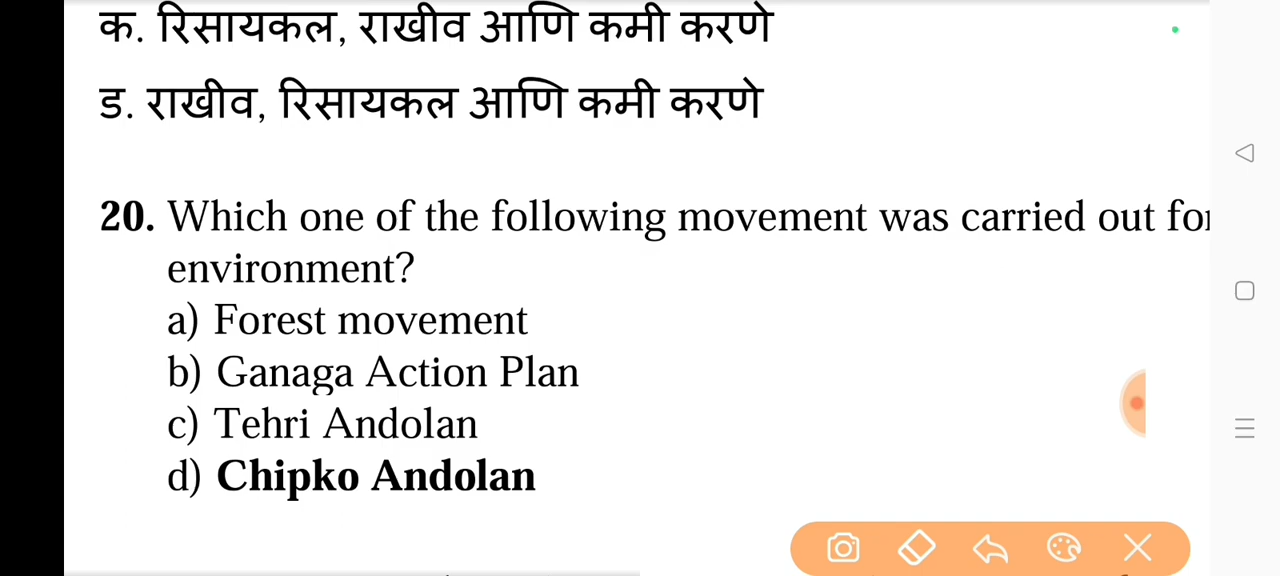 क. रिसायकल, राखीव आणि कमी करणे
ड. राखीव, रिसायकल आणि कमी करणे
20. Which one of the following movement was carried out for
environment?
a) Forest movement
b) Ganaga Action Plan
c) Tehri Andolan
d) Chipko Andolan